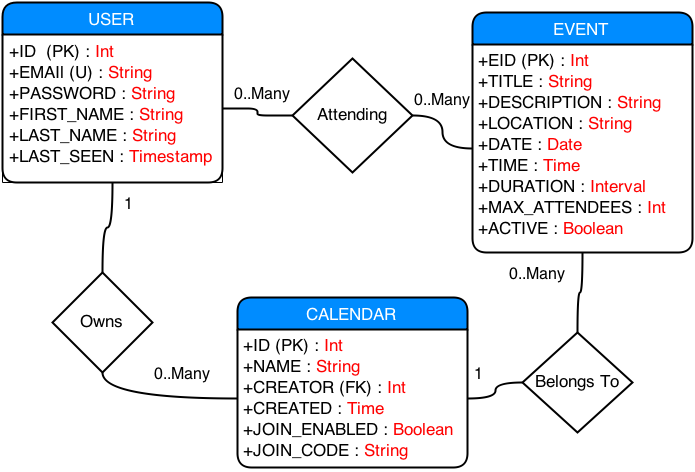 USER
+ID  (PK) : Int
+EMAIl (U) : String
+PASSWORD : String
+FIRST_NAME : String
+LAST_NAME : String
+LAST_SEEN : Timestamp
EVENT
+EID (PK) : Int
+TITLE : String
+DESCRIPTION : String
+LOCATION : String
+DATE : Date
+TIME : Time
+DURATION : Interval
+MAX_ATTENDEES : Int
+ACTIVE : Boolean
0..Many
Attending
0..Many
1
Owns
0..Many
CALENDAR
+ID (PK) : Int
+NAME : String
+CREATOR (FK) : Int
+CREATED : Time
+JOIN_ENABLED : Boolean
+JOIN_CODE : String
0..Many
1
Belongs To